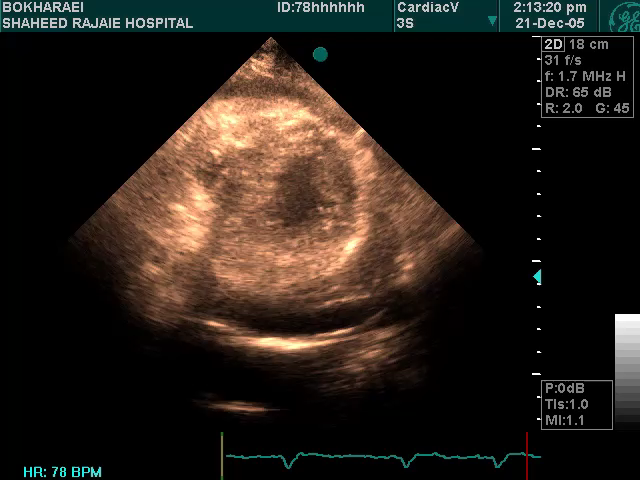 BOKHARAEI ID:78hhhhhh CardiacV 2:13:20 pm
SHAHEED RAJAIE HOSPITAL 3S 21-Dec-05
2D 18 cm
31 f/s
f: 1.7 MHz H
DR: 65 dB
R: 2.0 G: 45
P:0dB
TIs:1.0
MI:1.1
HR: 78 BPM